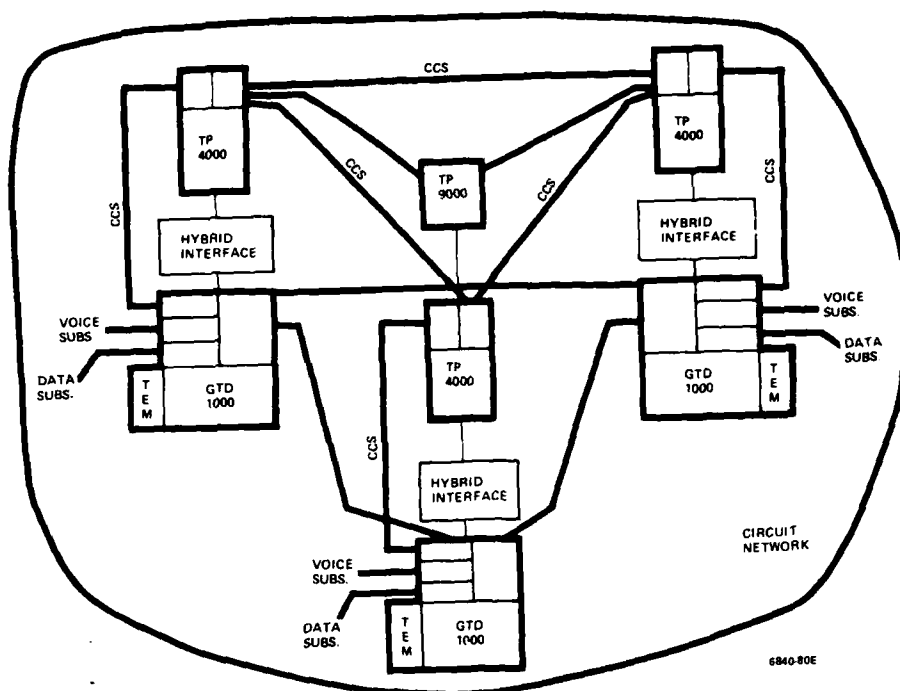 CCS
TP
4000
TP
4000
CCS
CCS
TP
9000
CCS
CCS
HYBRID
INTERFACE
HYBRID
INTERFACE
VOICE
SUBS
DATA
SUBS.
T
E
M
GTD
1000
TP
4000
VOICE
SUBS.
DATA
SUBS.
GTD
1000
T
E
M
CCS
HYBRID
INTERFACE
CIRCUIT
NETWORK
VOICE
SUBS.
DATA
SUBS.
T
E
M
GTD
1000
6840-80E